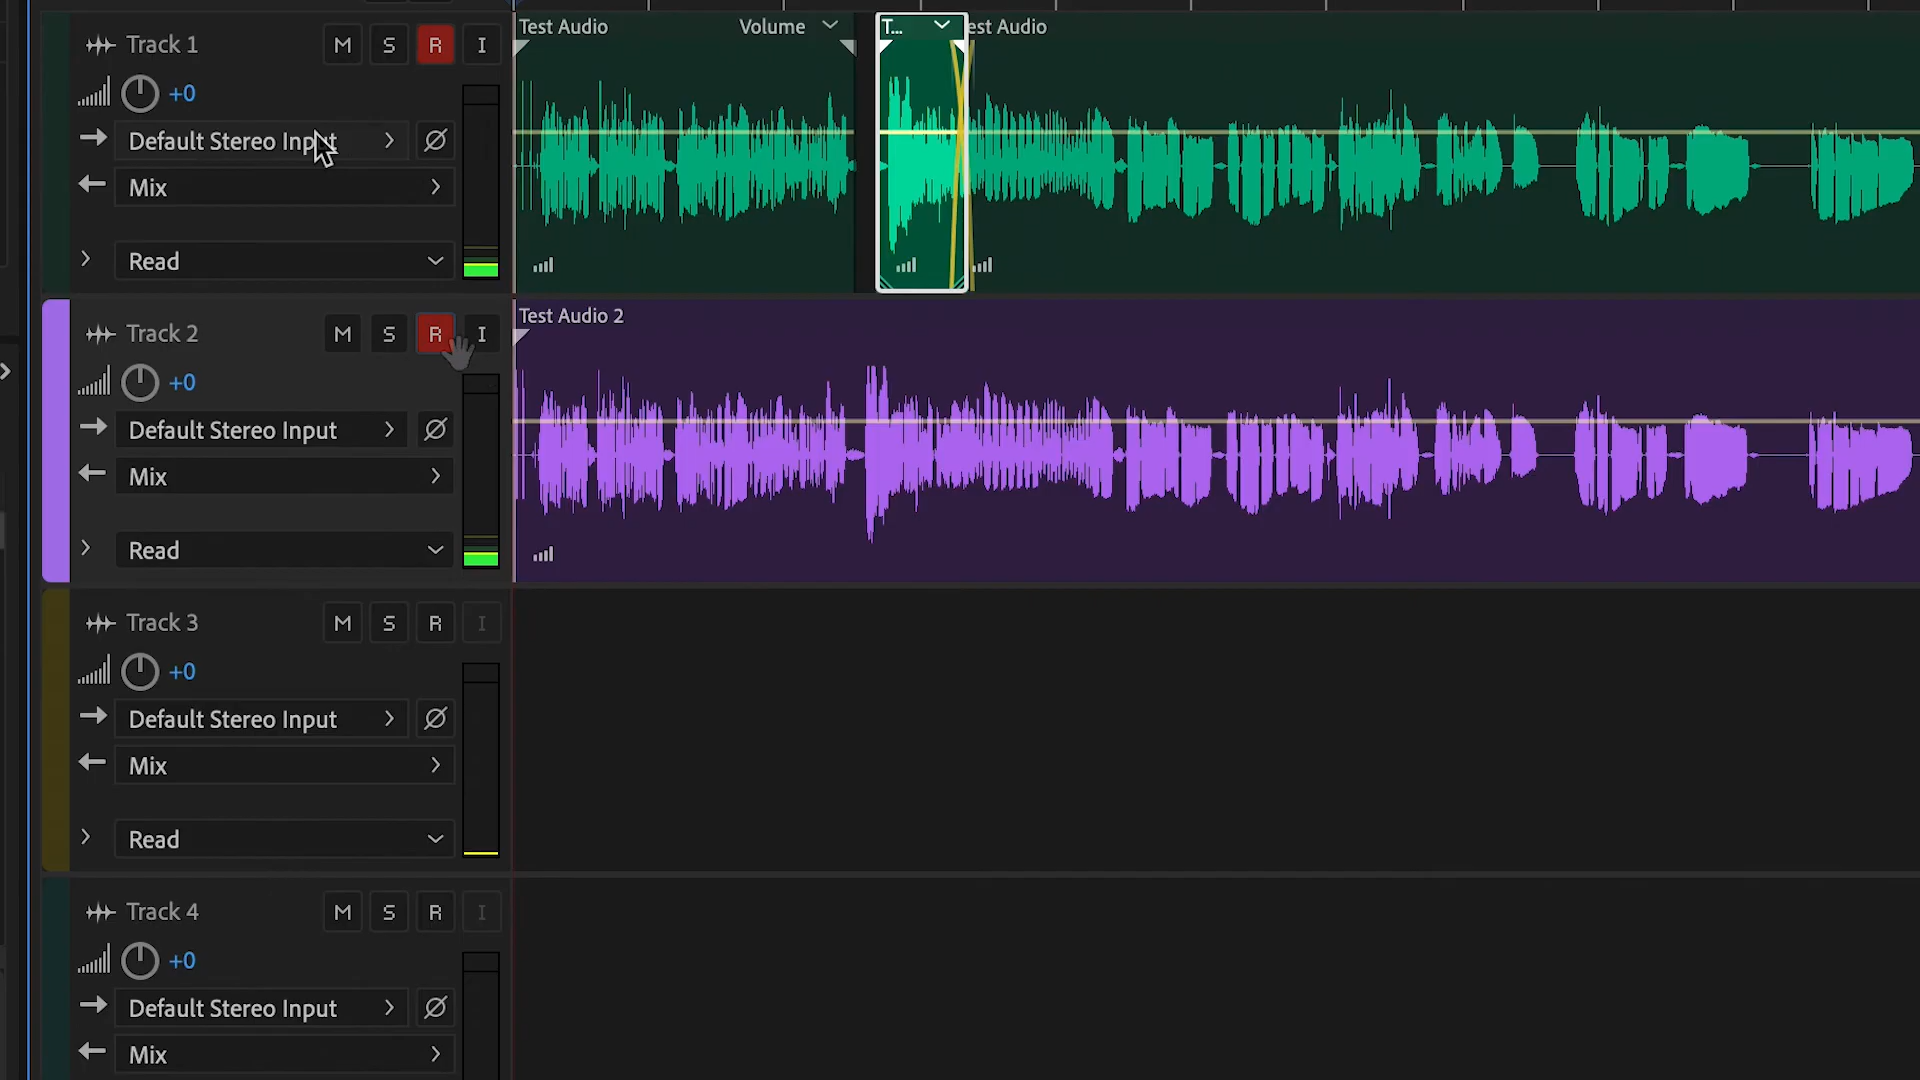 Track 1 M S R I
+0
Default Stereo Input
Mix
Read
Test Audio Volume T... est Audio
Track 2 M S R I
+0
Default Stereo Input
Mix
Read
Test Audio 2
Track 3 M S R I
+0
Default Stereo Input
Mix
Read
Track 4 M S R I
+0
Default Stereo Input
Mix